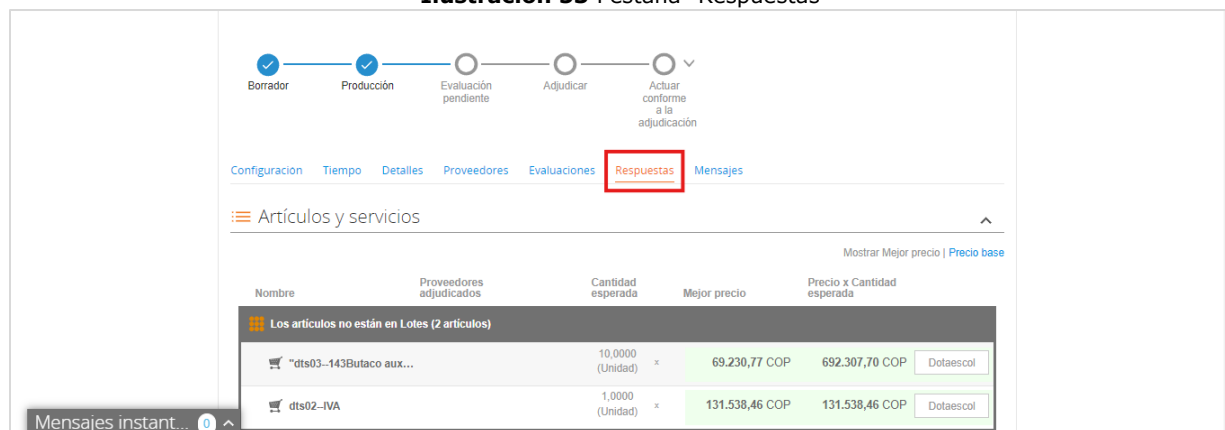 Ilustración 53 Pestaña "Respuestas"
Borrador
Producción
Evaluación
pendiente
Adjudicar
Actuar
conforme
a la
adjudicación
Configuración Tiempo Detalles Proveedores Evaluaciones Respuestas Mensajes
Artículos y servicios
Mostrar Mejor precio | Precio base
Nombre
Proveedores
adjudicados
Cantidad
esperada
Mejor precio
Precio x Cantidad
esperada
Los artículos no están en Lotes (2 artículos)
"dts03--143Butaco aux...
10,0000
(Unidad)
x
69.230,77 COP
692.307,70 COP
Dotaescol
dts02--IVA
1,0000
(Unidad)
x
131.538,46 COP
131.538,46 COP
Dotaescol
Mensajes instant... 0